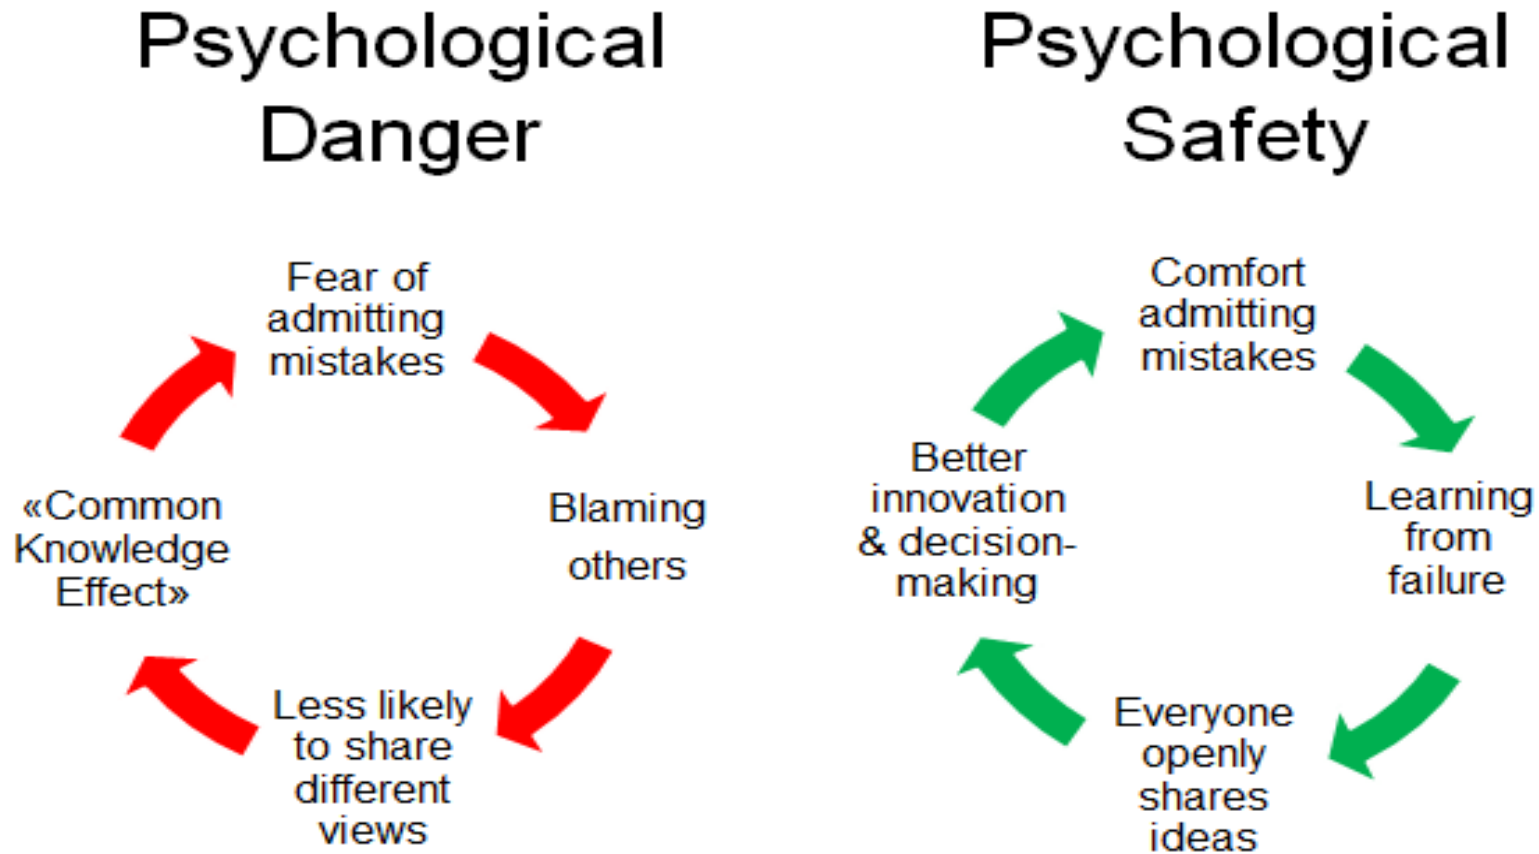 Psychological
Danger
Fear of
admitting
mistakes
Blaming
others
Less likely
to share
different
views
«Common
Knowledge
Effect»
Psychological
Safety
Comfort
admitting
mistakes
Learning
from
failure
Everyone
openly
shares
ideas
Better
innovation
& decision-
making